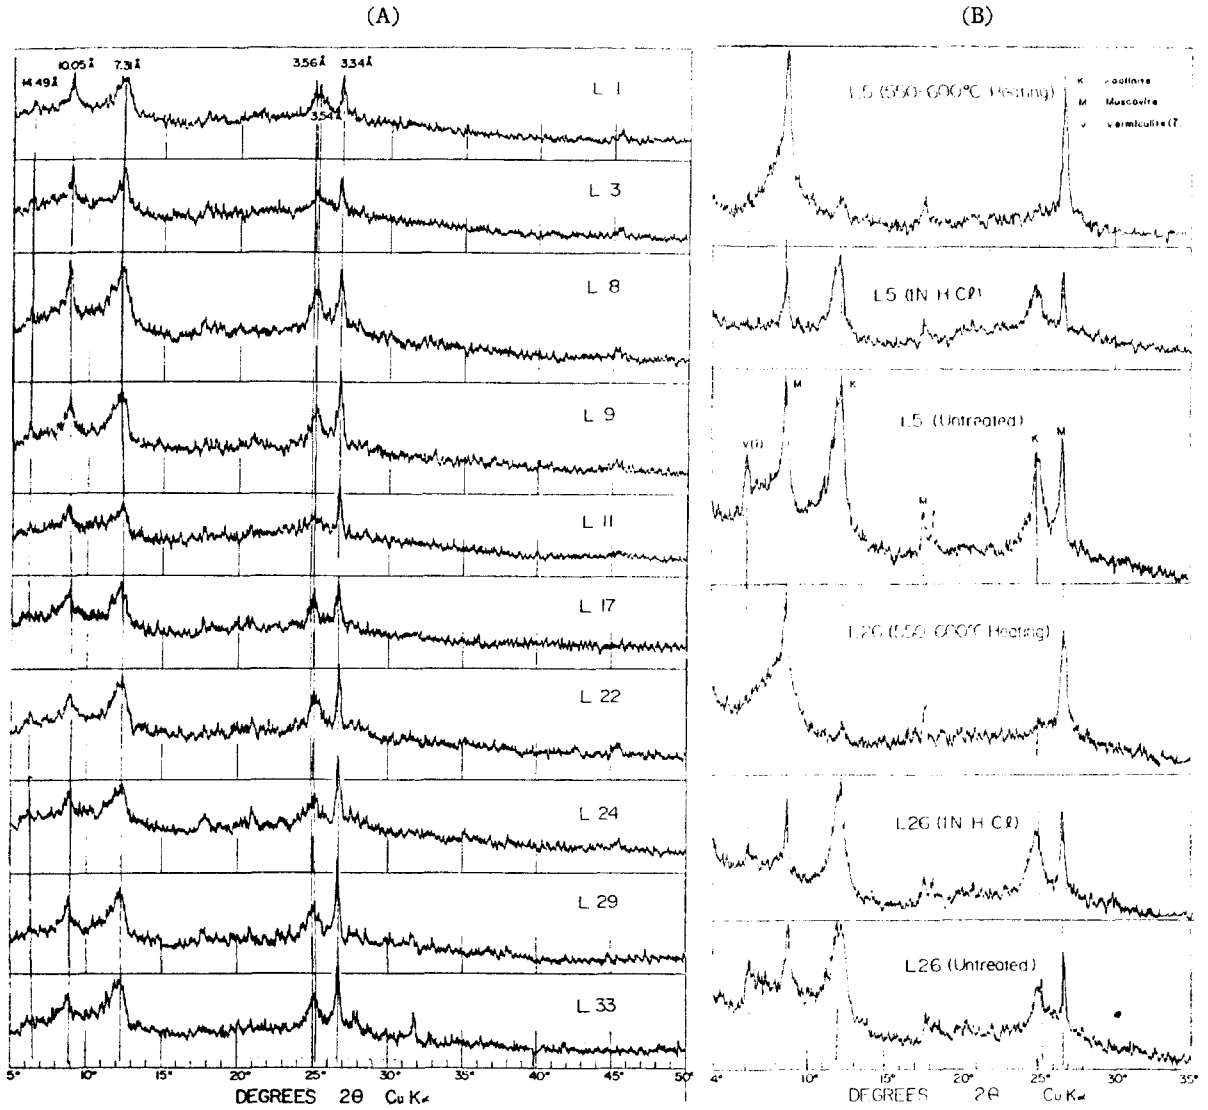 (A)
(B)
14.49Å 10.05Å 7.31Å 3.56Å 3.34Å
3.54Å
L 1
L 3
L 8
L 9
L 11
L 17
L 22
L 24
L 29
L 33
5° 10° 15° 20° 25° 30° 35° 40° 45° 50°
DEGREES 2θ Cu K∝
L5 (550-600°C Heating)
K Kaolinite
M Muscovite
V Vermiculite(?)
L5 (1N HCl)
M K
L5 (Untreated)
V(?) M K M
L26 (550-600°C Heating)
L26 (1N HCl)
L26 (Untreated)
4° 10° 15° 20° 25° 30° 35°
DEGREES 2θ Cu K∝